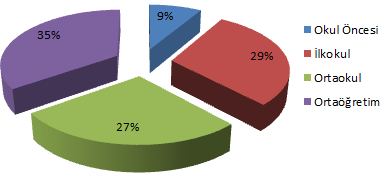 9%
29%
27%
35%
Okul Öncesi
İlkokul
Ortaokul
Ortaöğretim